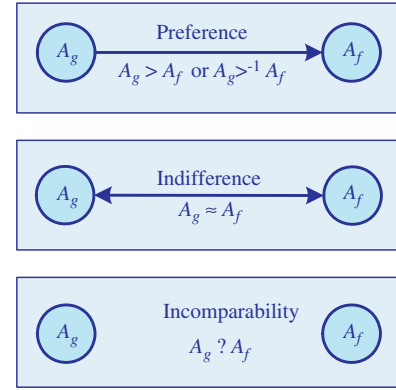 Preference
A_g A_f
A_g > A_f or A_g >^-1 A_f
Indifference
A_g A_f
A_g ≈ A_f
Incomparability
A_g A_f
A_g ? A_f